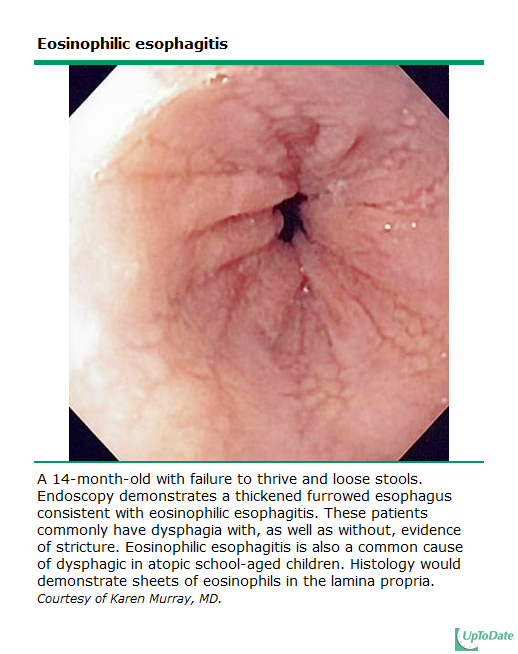 Eosinophilic esophagitis
A 14-month-old with failure to thrive and loose stools.
Endoscopy demonstrates a thickened furrowed esophagus
consistent with eosinophilic esophagitis. These patients
commonly have dysphagia with, as well as without, evidence
of stricture. Eosinophilic esophagitis is also a common cause
of dysphagic in atopic school-aged children. Histology would
demonstrate sheets of eosinophils in the lamina propria.
Courtesy of Karen Murray, MD.
UpToDate